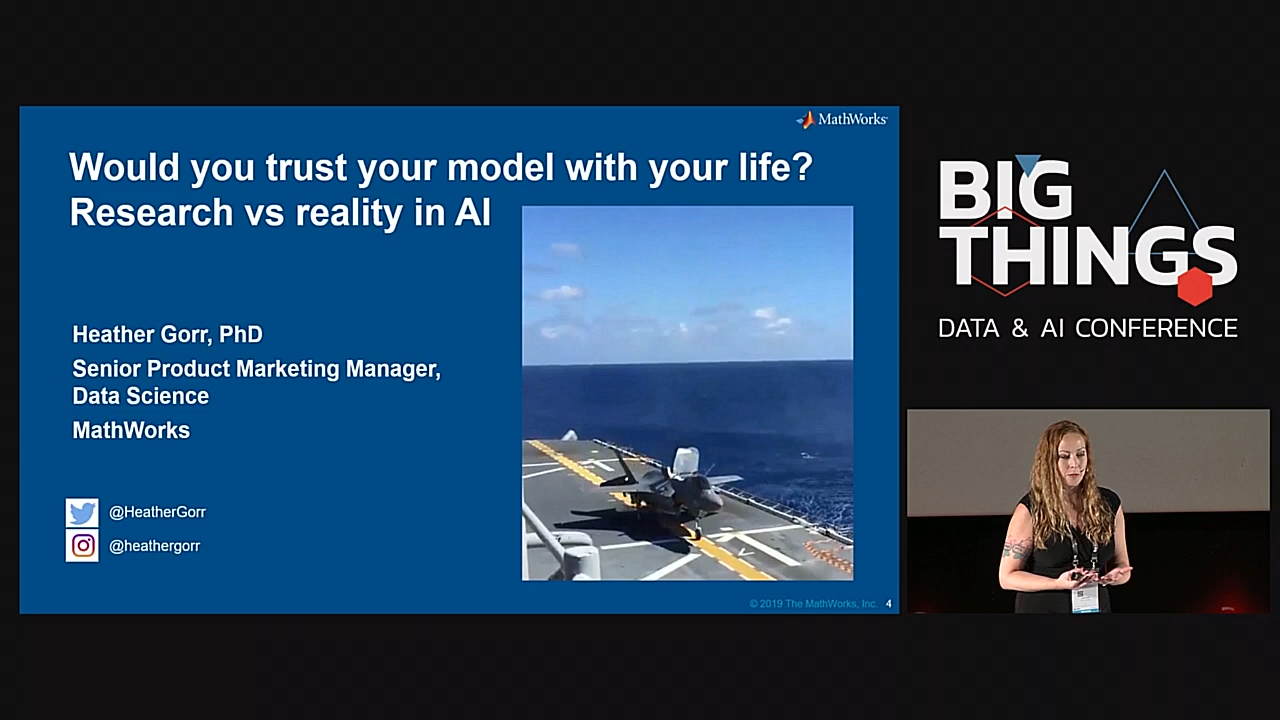 MathWorks
Would you trust your model with your life?
Research vs reality in AI
Heather Gorr, PhD
Senior Product Marketing Manager,
Data Science
MathWorks
@HeatherGorr
@heathergorr
© 2019 The MathWorks, Inc. 4
BIG
THINGS
DATA & AI CONFERENCE